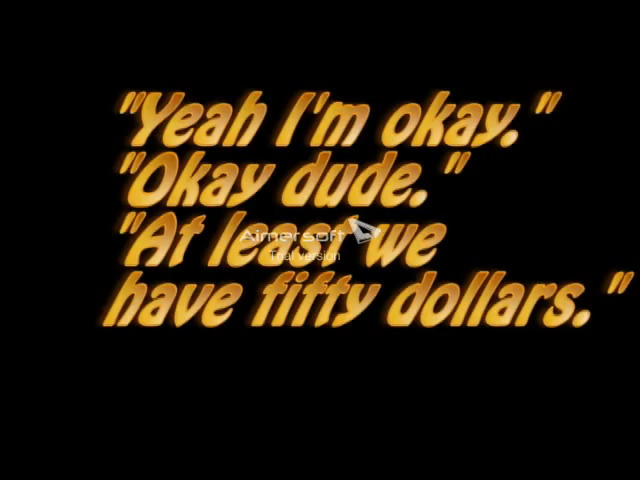 "Yeah I'm okay."
"Okay dude."
"At least we
have fifty dollars."
Aimersoft
Trial version